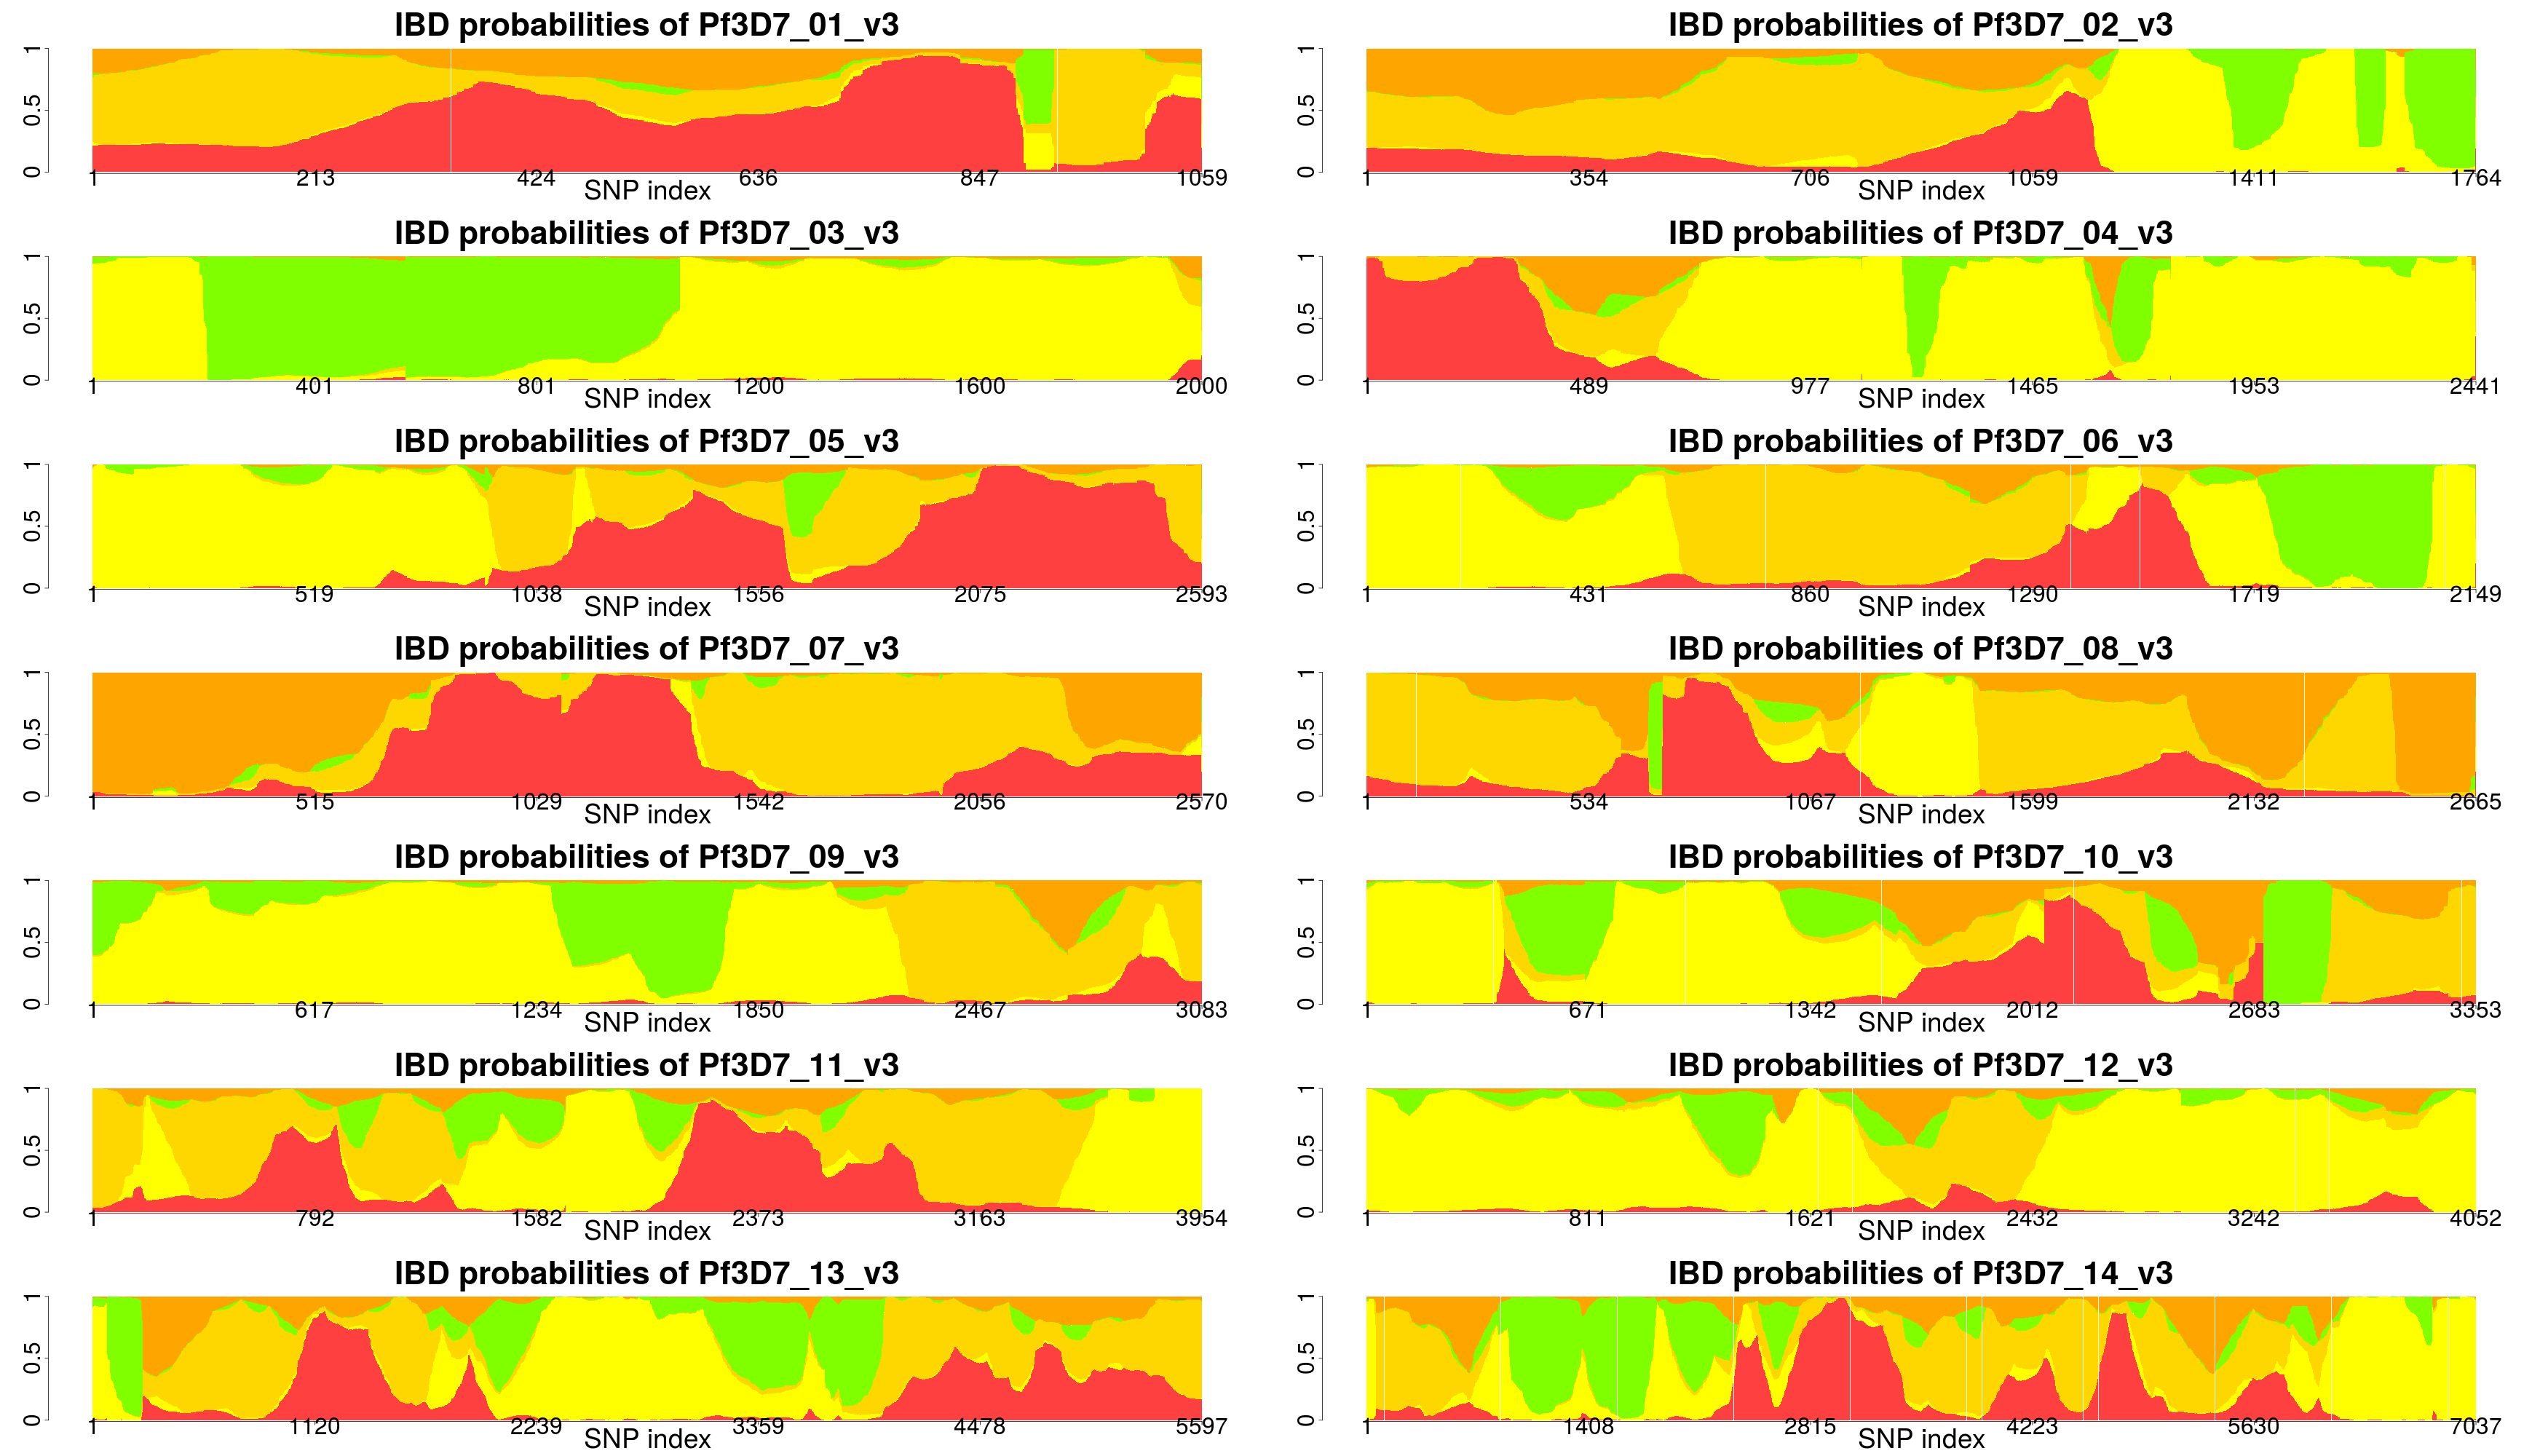 IBD probabilities of Pf3D7_01_v3
0 0.5 1
1 213 424 636 847 1059
SNP index
IBD probabilities of Pf3D7_02_v3
0 0.5 1
1 354 706 1059 1411 1764
SNP index
IBD probabilities of Pf3D7_03_v3
0 0.5 1
1 401 801 1200 1600 2000
SNP index
IBD probabilities of Pf3D7_04_v3
0 0.5 1
1 489 977 1465 1953 2441
SNP index
IBD probabilities of Pf3D7_05_v3
0 0.5 1
1 519 1038 1556 2075 2593
SNP index
IBD probabilities of Pf3D7_06_v3
0 0.5 1
1 431 860 1290 1719 2149
SNP index
IBD probabilities of Pf3D7_07_v3
0 0.5 1
1 515 1029 1542 2056 2570
SNP index
IBD probabilities of Pf3D7_08_v3
0 0.5 1
1 534 1067 1599 2132 2665
SNP index
IBD probabilities of Pf3D7_09_v3
0 0.5 1
1 617 1234 1850 2467 3083
SNP index
IBD probabilities of Pf3D7_10_v3
0 0.5 1
1 671 1342 2012 2683 3353
SNP index
IBD probabilities of Pf3D7_11_v3
0 0.5 1
1 792 1582 2373 3163 3954
SNP index
IBD probabilities of Pf3D7_12_v3
0 0.5 1
1 811 1621 2432 3242 4052
SNP index
IBD probabilities of Pf3D7_13_v3
0 0.5 1
1 1120 2239 3359 4478 5597
SNP index
IBD probabilities of Pf3D7_14_v3
0 0.5 1
1 1408 2815 4223 5630 7037
SNP index